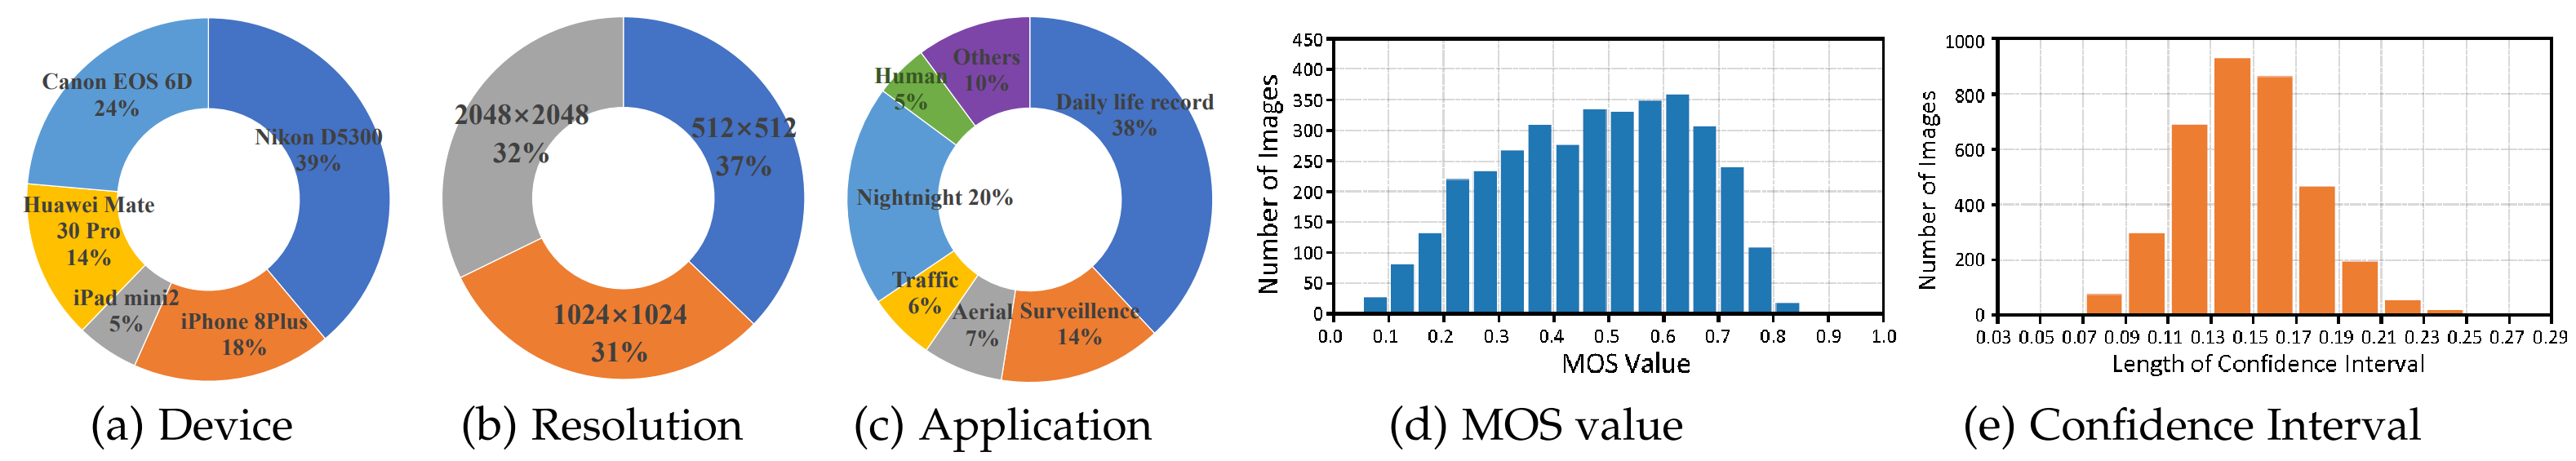 Canon EOS 6D
24%
Nikon D5300
39%
Huawei Mate
30 Pro
14%
iPad mini2
5%
iPhone 8Plus
18%
(a) Device
2048×2048
32%
512×512
37%
1024×1024
31%
(b) Resolution
Others
10%
Human
5%
Daily life record
38%
Nightnight 20%
Traffic
6%
Aerial
7%
Surveillence
14%
(c) Application
Number of Images
450
400
350
300
250
200
150
100
50
0
0.0 0.1 0.2 0.3 0.4 0.5 0.6 0.7 0.8 0.9 1.0
MOS Value
(d) MOS value
Number of Images
1000
800
600
400
200
0
0.03 0.05 0.07 0.09 0.11 0.13 0.15 0.17 0.19 0.21 0.23 0.25 0.27 0.29
Length of Confidence Interval
(e) Confidence Interval